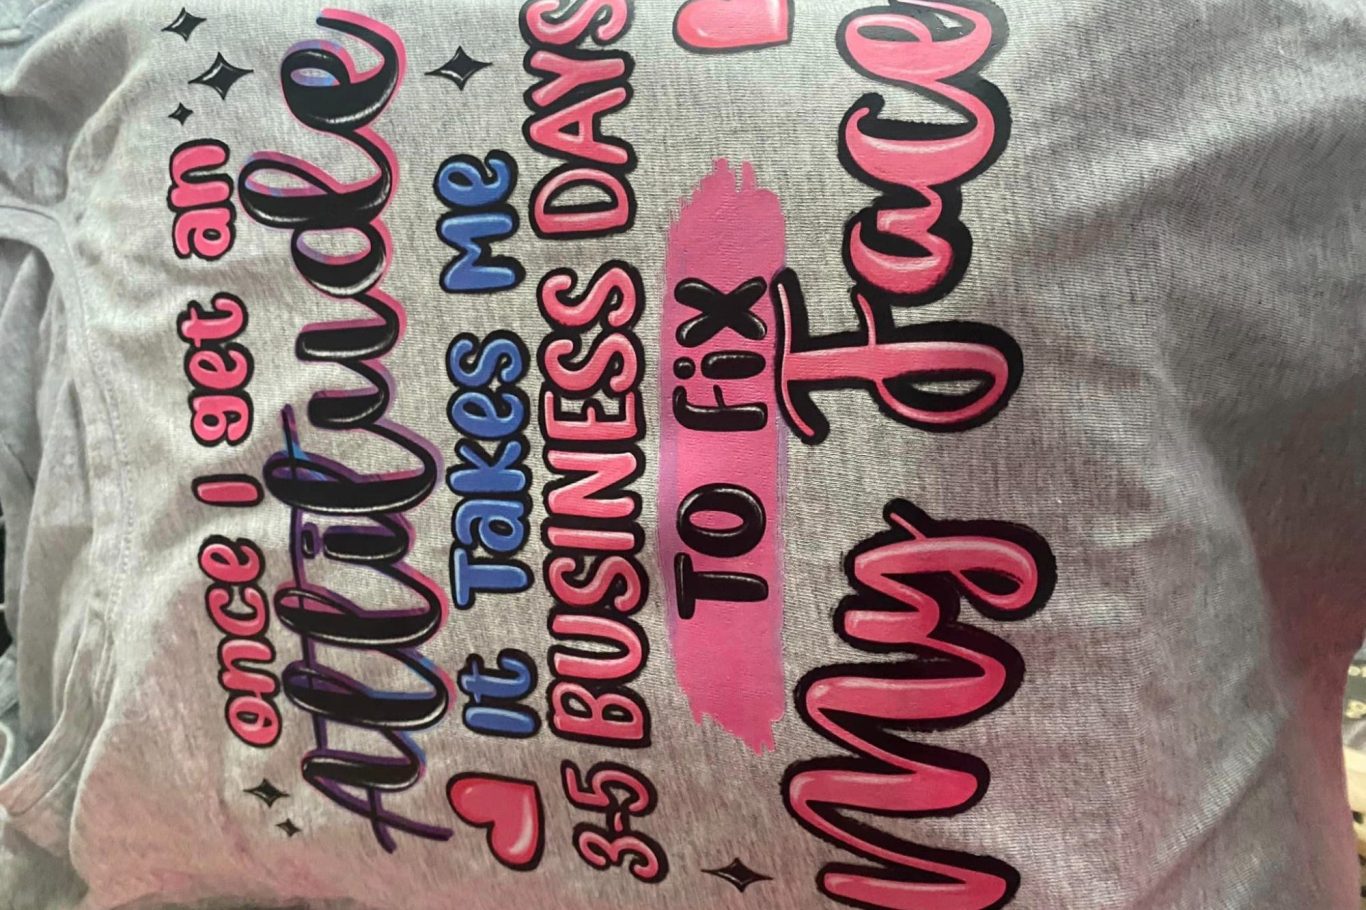 once I get an
Attitude
It Takes Me
3-5 BUSINESS DAYS
TO Fix
My Face